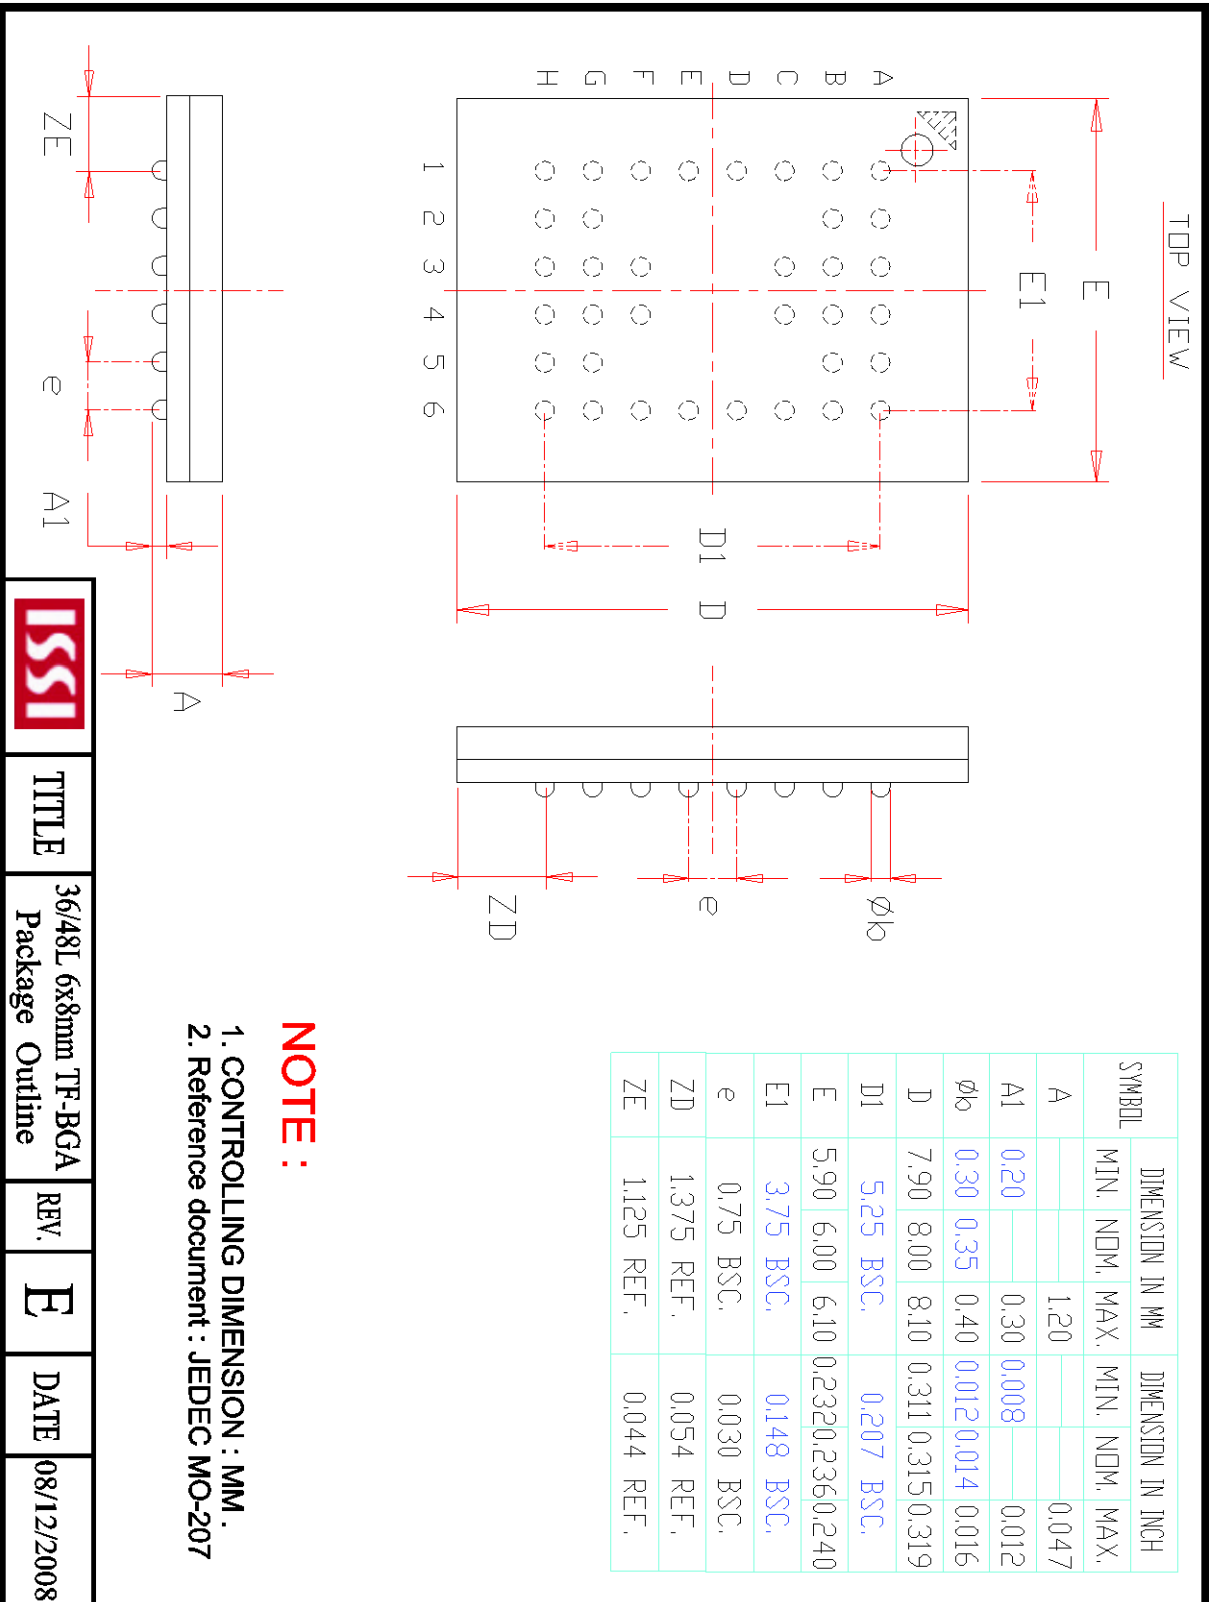 TOP VIEW
E
E1
A B C D E F G H
1 2 3 4 5 6
D1
D
ZE
e
A1
A
Øb
e
ZD
SYMBOL DIMENSION IN MM DIMENSION IN INCH
MIN. NOM. MAX. MIN. NOM. MAX.
A 1.20 0.047
A1 0.20 0.30 0.008 0.012
Øb 0.30 0.35 0.40 0.012 0.014 0.016
D 7.90 8.00 8.10 0.311 0.315 0.319
D1 5.25 BSC. 0.207 BSC.
E 5.90 6.00 6.10 0.232 0.236 0.240
E1 3.75 BSC. 0.148 BSC.
e 0.75 BSC. 0.030 BSC.
ZD 1.375 REF. 0.054 REF.
ZE 1.125 REF. 0.044 REF.
NOTE :
1. CONTROLLING DIMENSION : MM .
2. Reference document : JEDEC MO-207
ISSI
TITLE
36/48L 6x8mm TF-BGA
Package Outline
REV.
E
DATE
08/12/2008